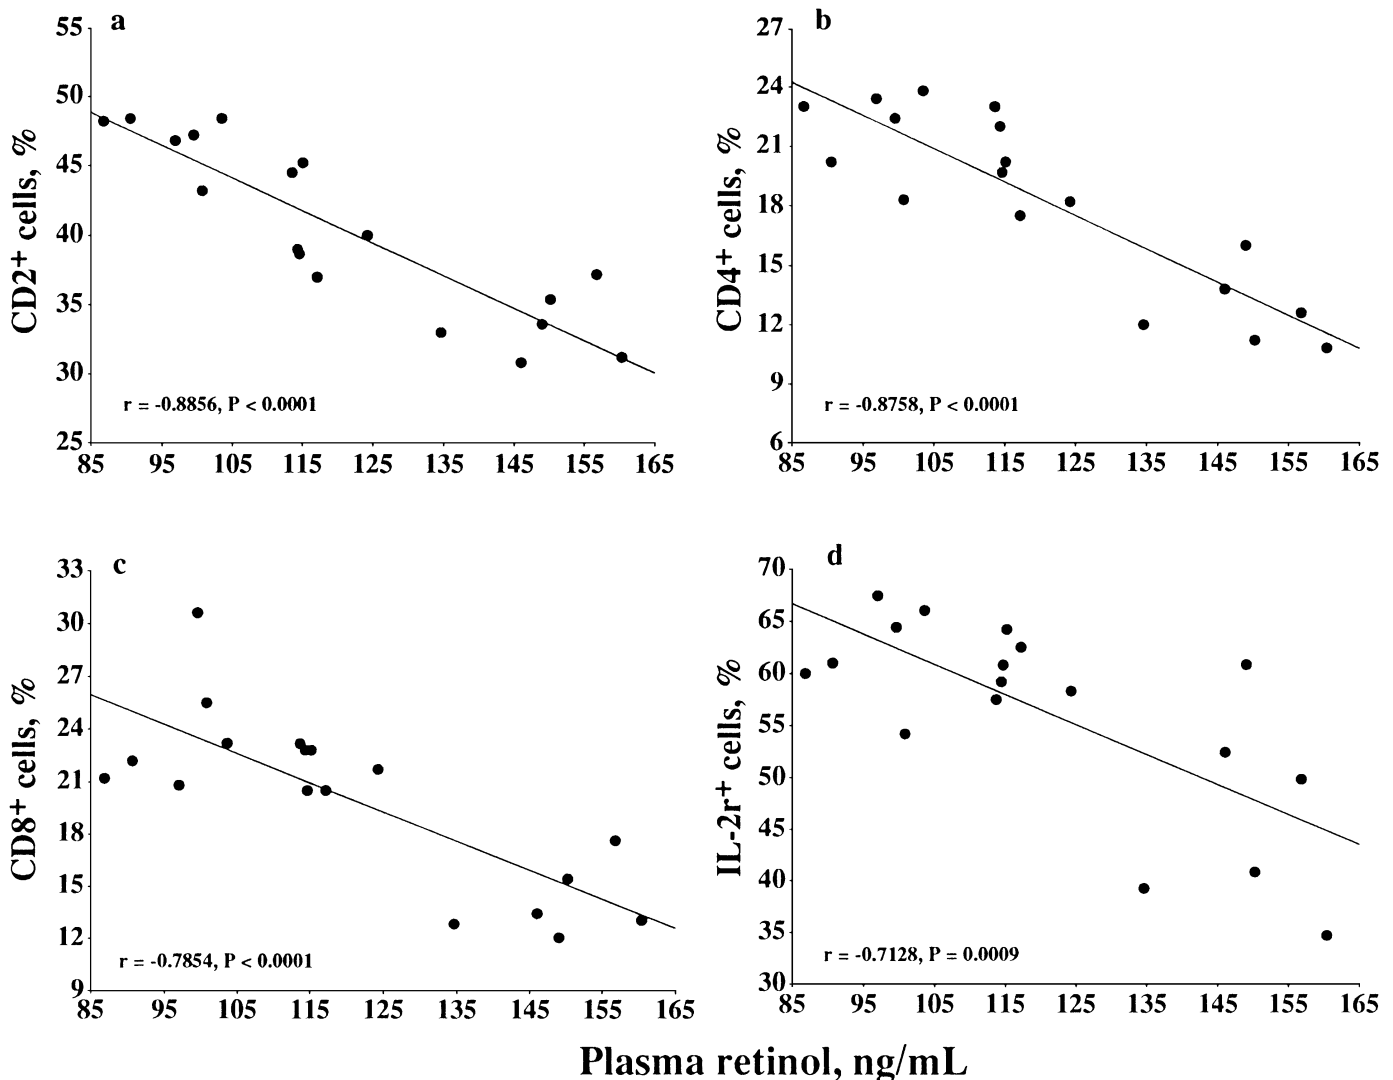 a
55
50
45
40
35
30
25
CD2+ cells, %
r = -0.8856, P < 0.0001
85 95 105 115 125 135 145 155 165
b
27
24
21
18
15
12
9
6
CD4+ cells, %
r = -0.8758, P < 0.0001
85 95 105 115 125 135 145 155 165
c
33
30
27
24
21
18
15
12
9
CD8+ cells, %
r = -0.7854, P < 0.0001
85 95 105 115 125 135 145 155 165
d
70
65
60
55
50
45
40
35
30
IL-2r+ cells, %
r = -0.7128, P = 0.0009
85 95 105 115 125 135 145 155 165
Plasma retinol, ng/mL